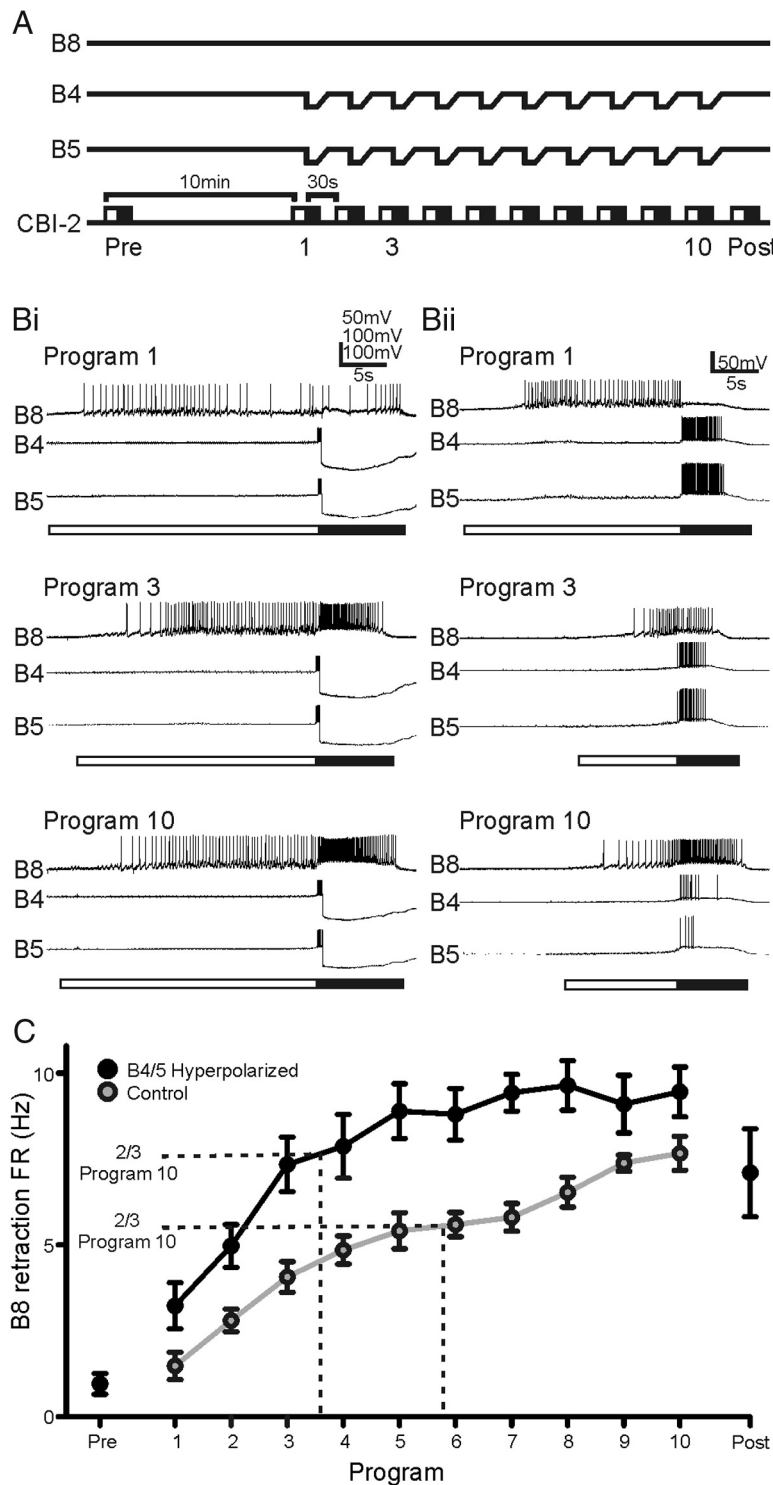 A
B8
B4
B5
10min
30s
CBI-2
Pre
1
3
10
Post
Bi
Program 1
50mV
100mV
100mV
5s
B8
B4
B5
Program 3
B8
B4
B5
Program 10
B8
B4
B5
Bii
Program 1
50mV
5s
B8
B4
B5
Program 3
B8
B4
B5
Program 10
B8
B4
B5
C
B4/5 Hyperpolarized
Control
B8 retraction FR (Hz)
10
5
0
2/3
Program 10
2/3
Program 10
Pre
1
2
3
4
5
6
7
8
9
10
Post
Program